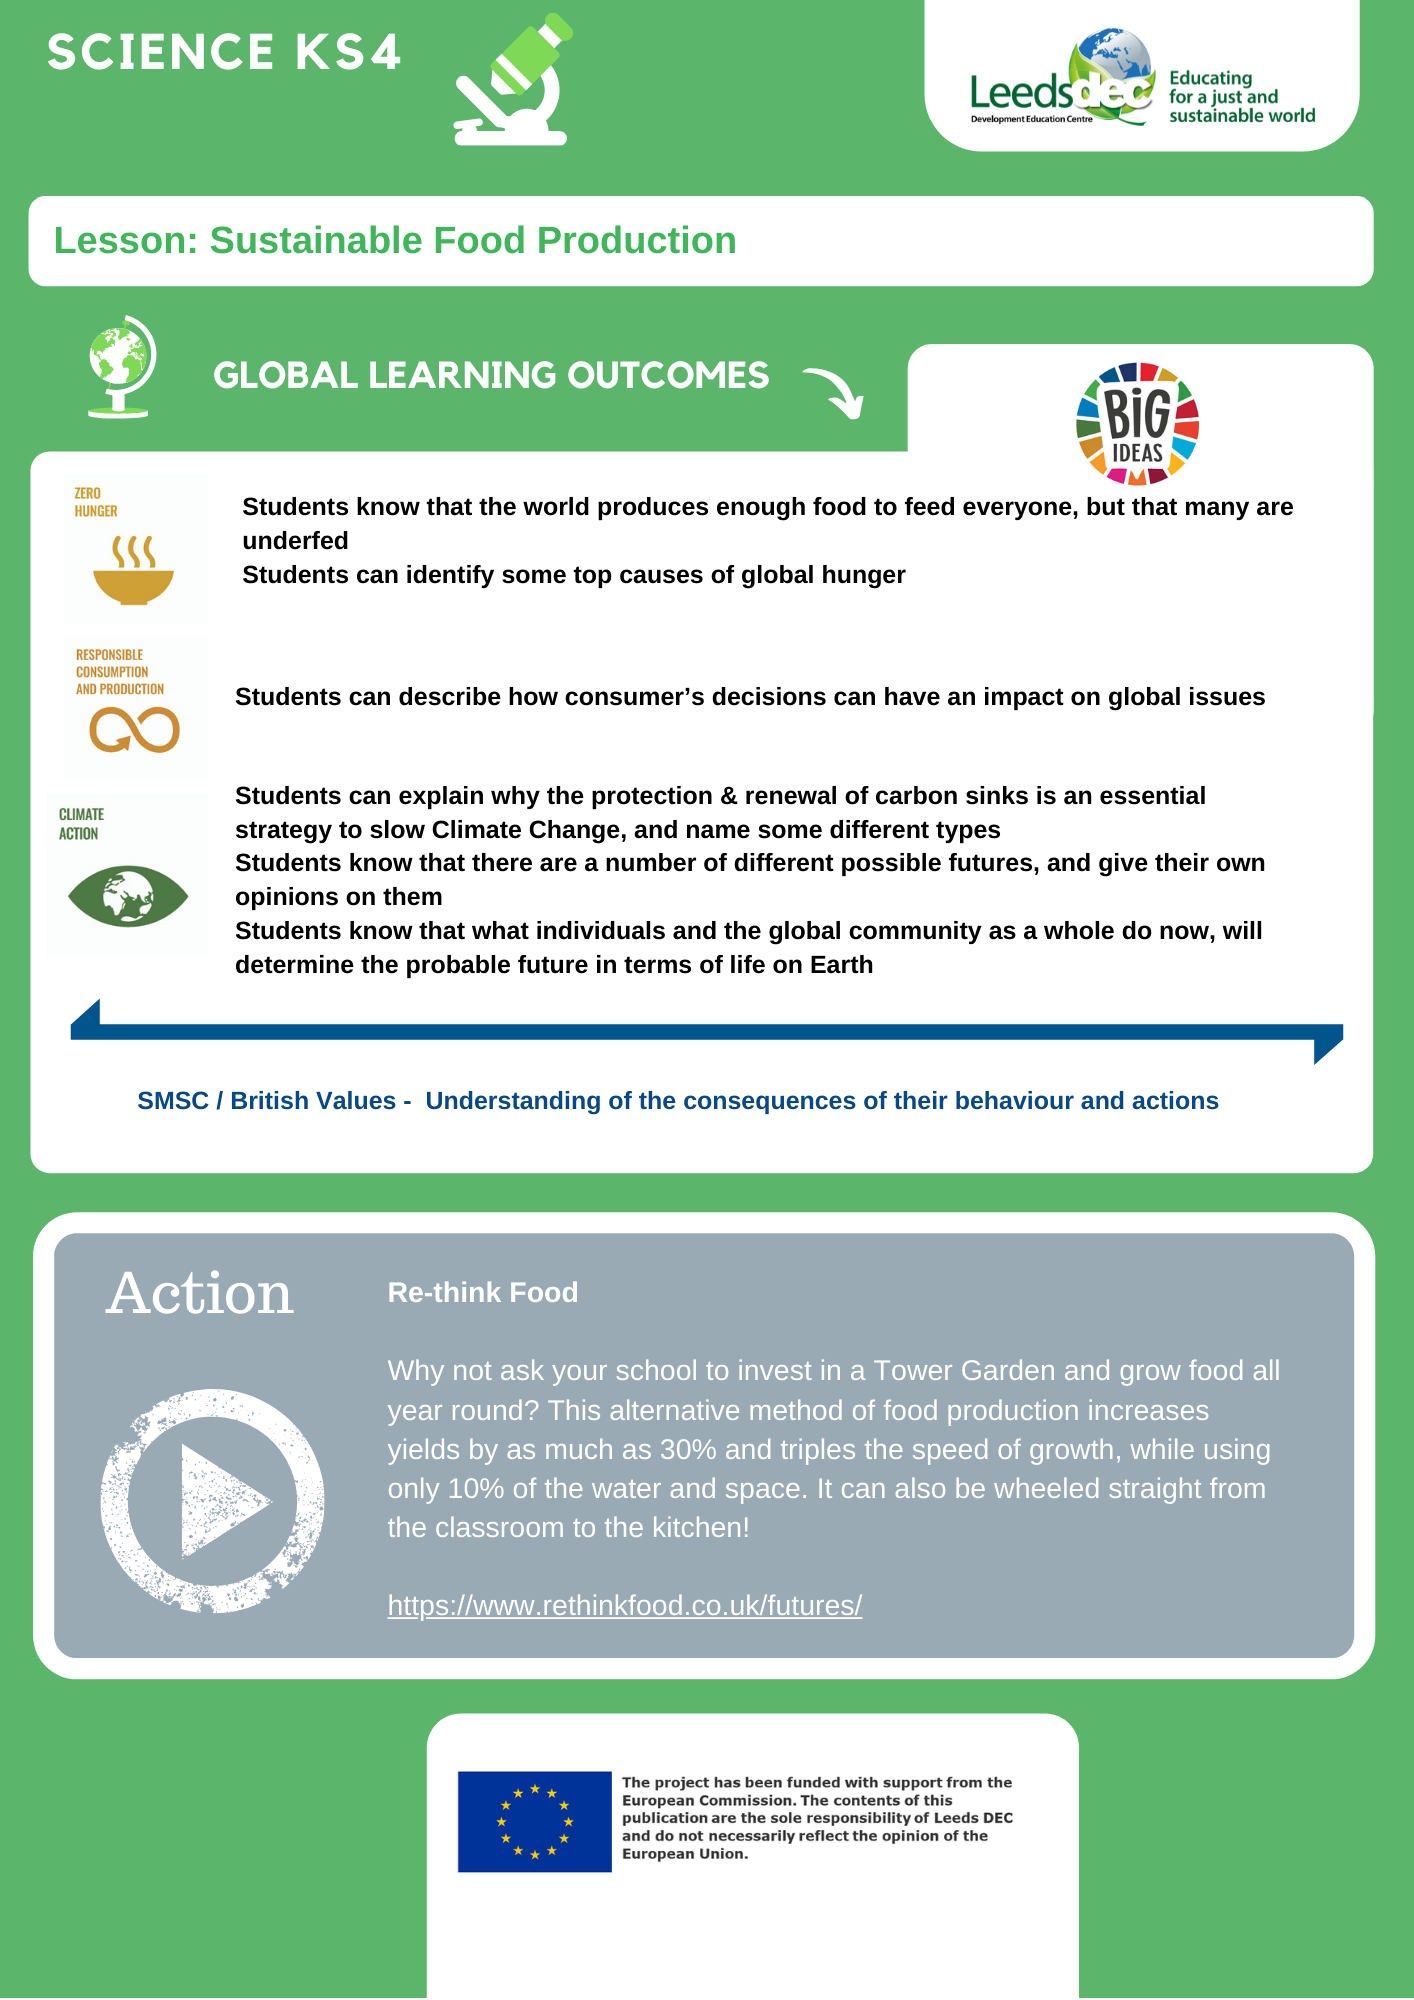 SCIENCE KS4
Leedsdec
Development Education Centre
Educating
for a just and
sustainable world
Lesson: Sustainable Food Production
GLOBAL LEARNING OUTCOMES
BiG
IDEAS
ZERO
HUNGER
Students know that the world produces enough food to feed everyone, but that many are
underfed
Students can identify some top causes of global hunger
RESPONSIBLE
CONSUMPTION
AND PRODUCTION
Students can describe how consumer’s decisions can have an impact on global issues
CLIMATE
ACTION
Students can explain why the protection & renewal of carbon sinks is an essential
strategy to slow Climate Change, and name some different types
Students know that there are a number of different possible futures, and give their own
opinions on them
Students know that what individuals and the global community as a whole do now, will
determine the probable future in terms of life on Earth
SMSC / British Values -  Understanding of the consequences of their behaviour and actions
Action
Re-think Food
Why not ask your school to invest in a Tower Garden and grow food all
year round? This alternative method of food production increases
yields by as much as 30% and triples the speed of growth, while using
only 10% of the water and space. It can also be wheeled straight from
the classroom to the kitchen!
https://www.rethinkfood.co.uk/futures/
The project has been funded with support from the
European Commission. The contents of this
publication are the sole responsibility of Leeds DEC
and do not necessarily reflect the opinion of the
European Union.